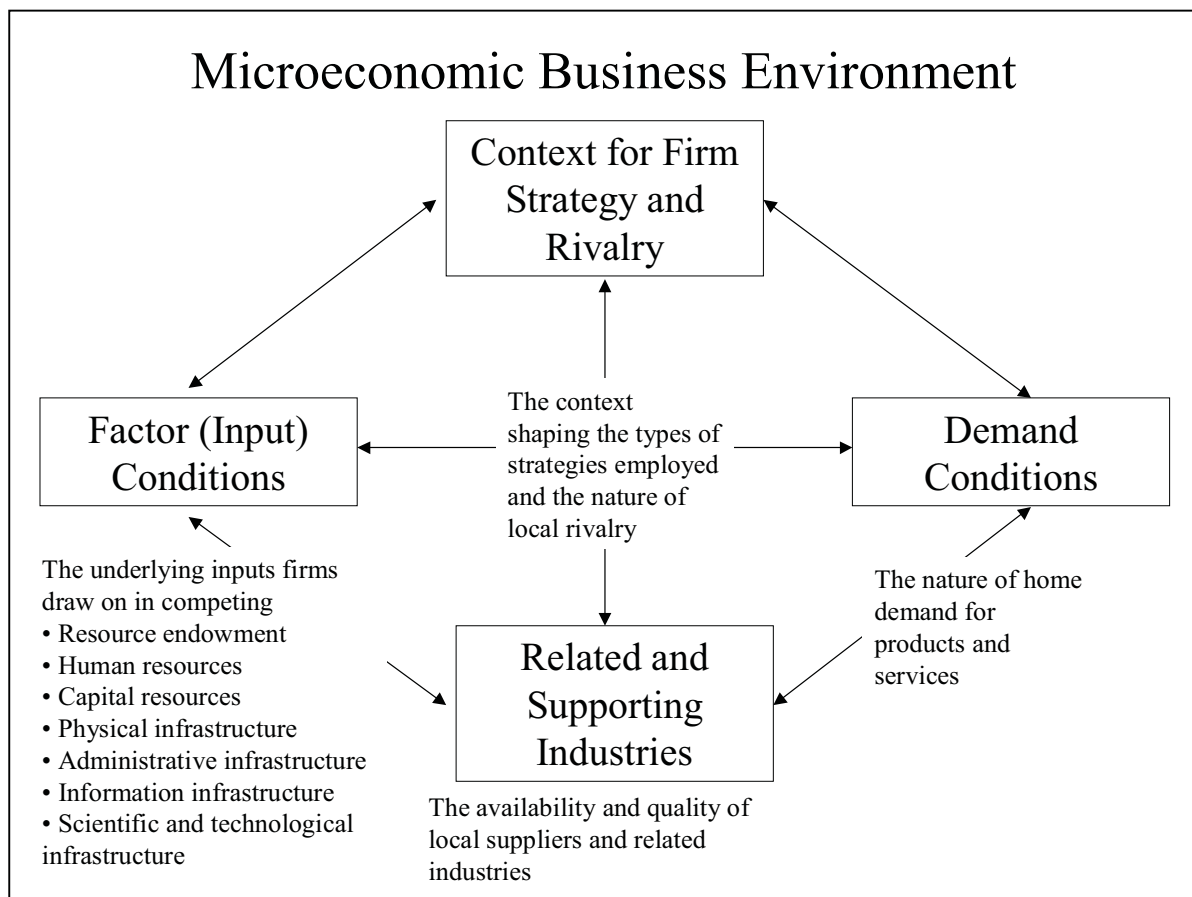 Microeconomic Business Environment
Context for Firm
Strategy and
Rivalry
Factor (Input)
Conditions
The context
shaping the types of
strategies employed
and the nature of
local rivalry
Demand
Conditions
The underlying inputs firms
draw on in competing
• Resource endowment
• Human resources
• Capital resources
• Physical infrastructure
• Administrative infrastructure
• Information infrastructure
• Scientific and technological
infrastructure
Related and
Supporting
Industries
The availability and quality of
local suppliers and related
industries
The nature of home
demand for
products and
services